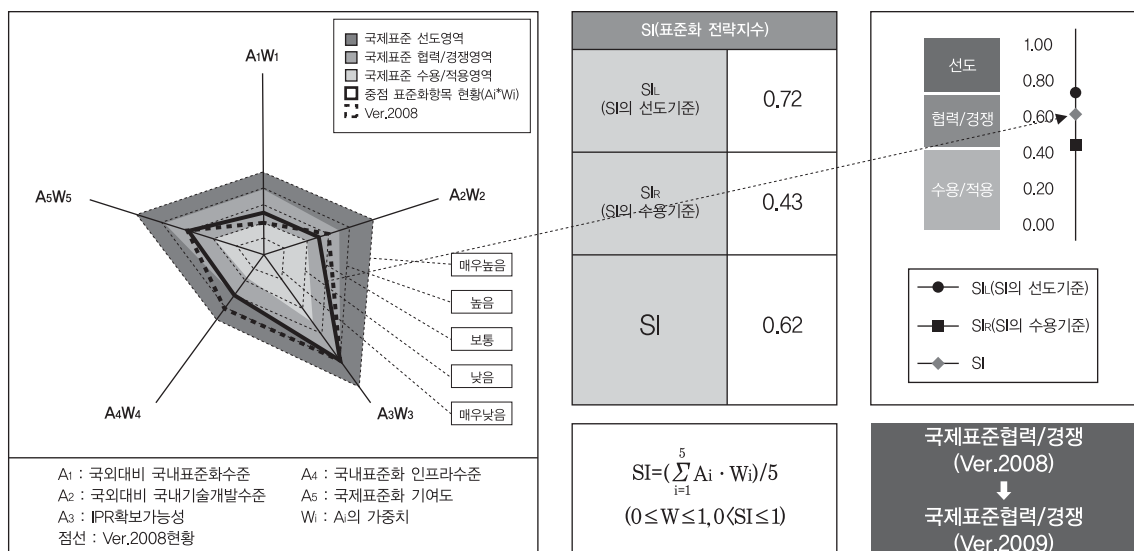 국제표준 선도영역
국제표준 협력/경쟁영역
국제표준 수용/적용영역
중점 표준화항목 현황(Ai*Wi)
Ver.2008
A₁W₁
A₂W₂
A₃W₃
A₄W₄
A₅W₅
매우높음
높음
보통
낮음
매우낮음
A₁ : 국외대비 국내표준화수준
A₂ : 국외대비 국내기술개발수준
A₃ : IPR확보가능성
점선 : Ver.2008현황
A₄ : 국내표준화 인프라수준
A₅ : 국제표준화 기여도
Wᵢ : Aᵢ의 가중치
SI(표준화 전략지수)
SI_L
(SI의 선도기준)
0.72
SI_R
(SI의 수용기준)
0.43
SI
0.62
SI=(∑ Ai · Wi)/5
5
i=1
(0≤W≤1, 0<SI≤1)
선도
협력/경쟁
수용/적용
1.00
0.80
0.60
0.40
0.20
0.00
SI_L(SI의 선도기준)
SI_R(SI의 수용기준)
SI
국제표준협력/경쟁
(Ver.2008)
국제표준협력/경쟁
(Ver.2009)